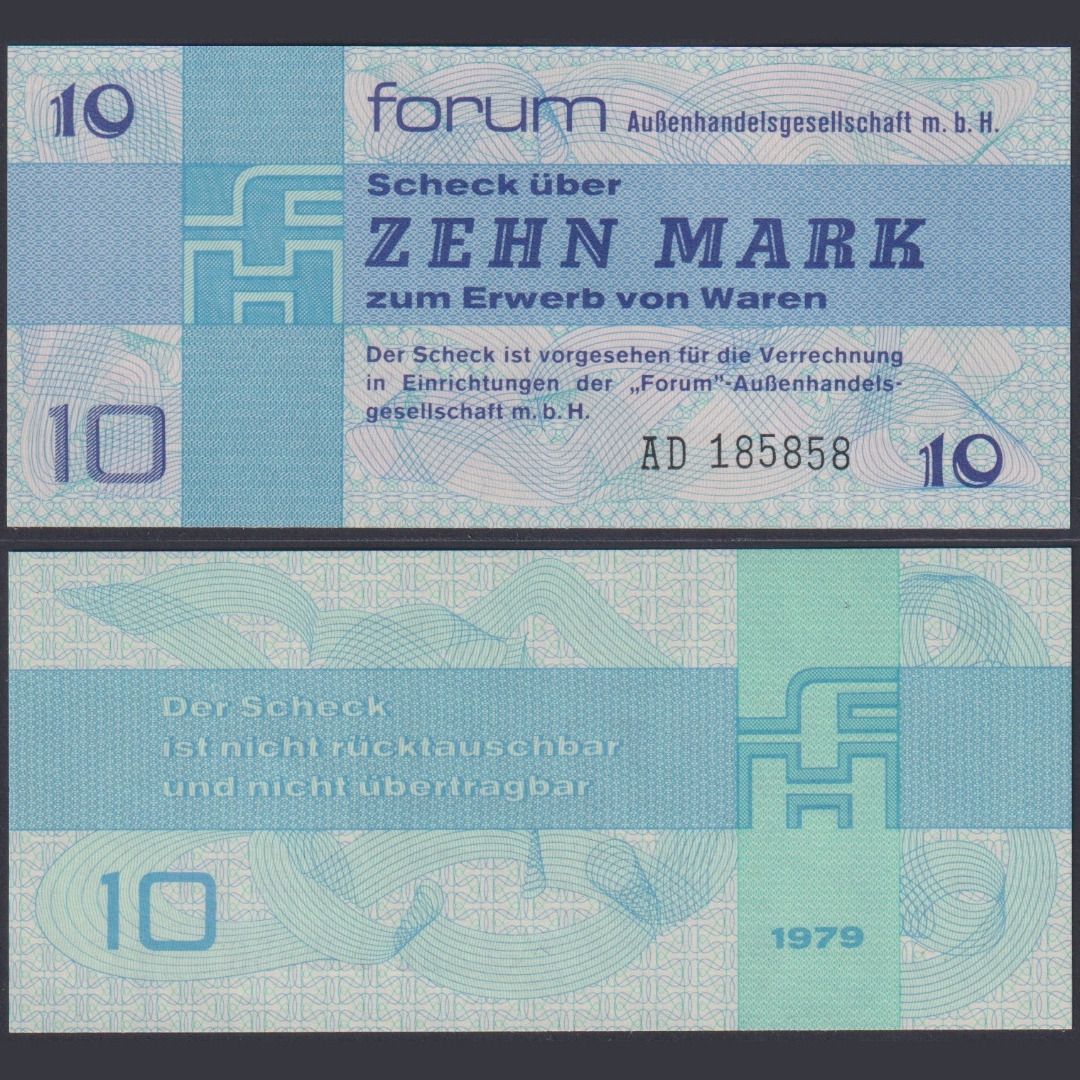 10
forum Außenhandelsgesellschaft m. b. H.
Scheck über
ZEHN MARK
zum Erwerb von Waren
Der Scheck ist vorgesehen für die Verrechnung
in Einrichtungen der „Forum”-Außenhandels-
gesellschaft m. b. H.
10
AD 185858
10
Der Scheck
ist nicht rücktauschbar
und nicht übertragbar
10
1979